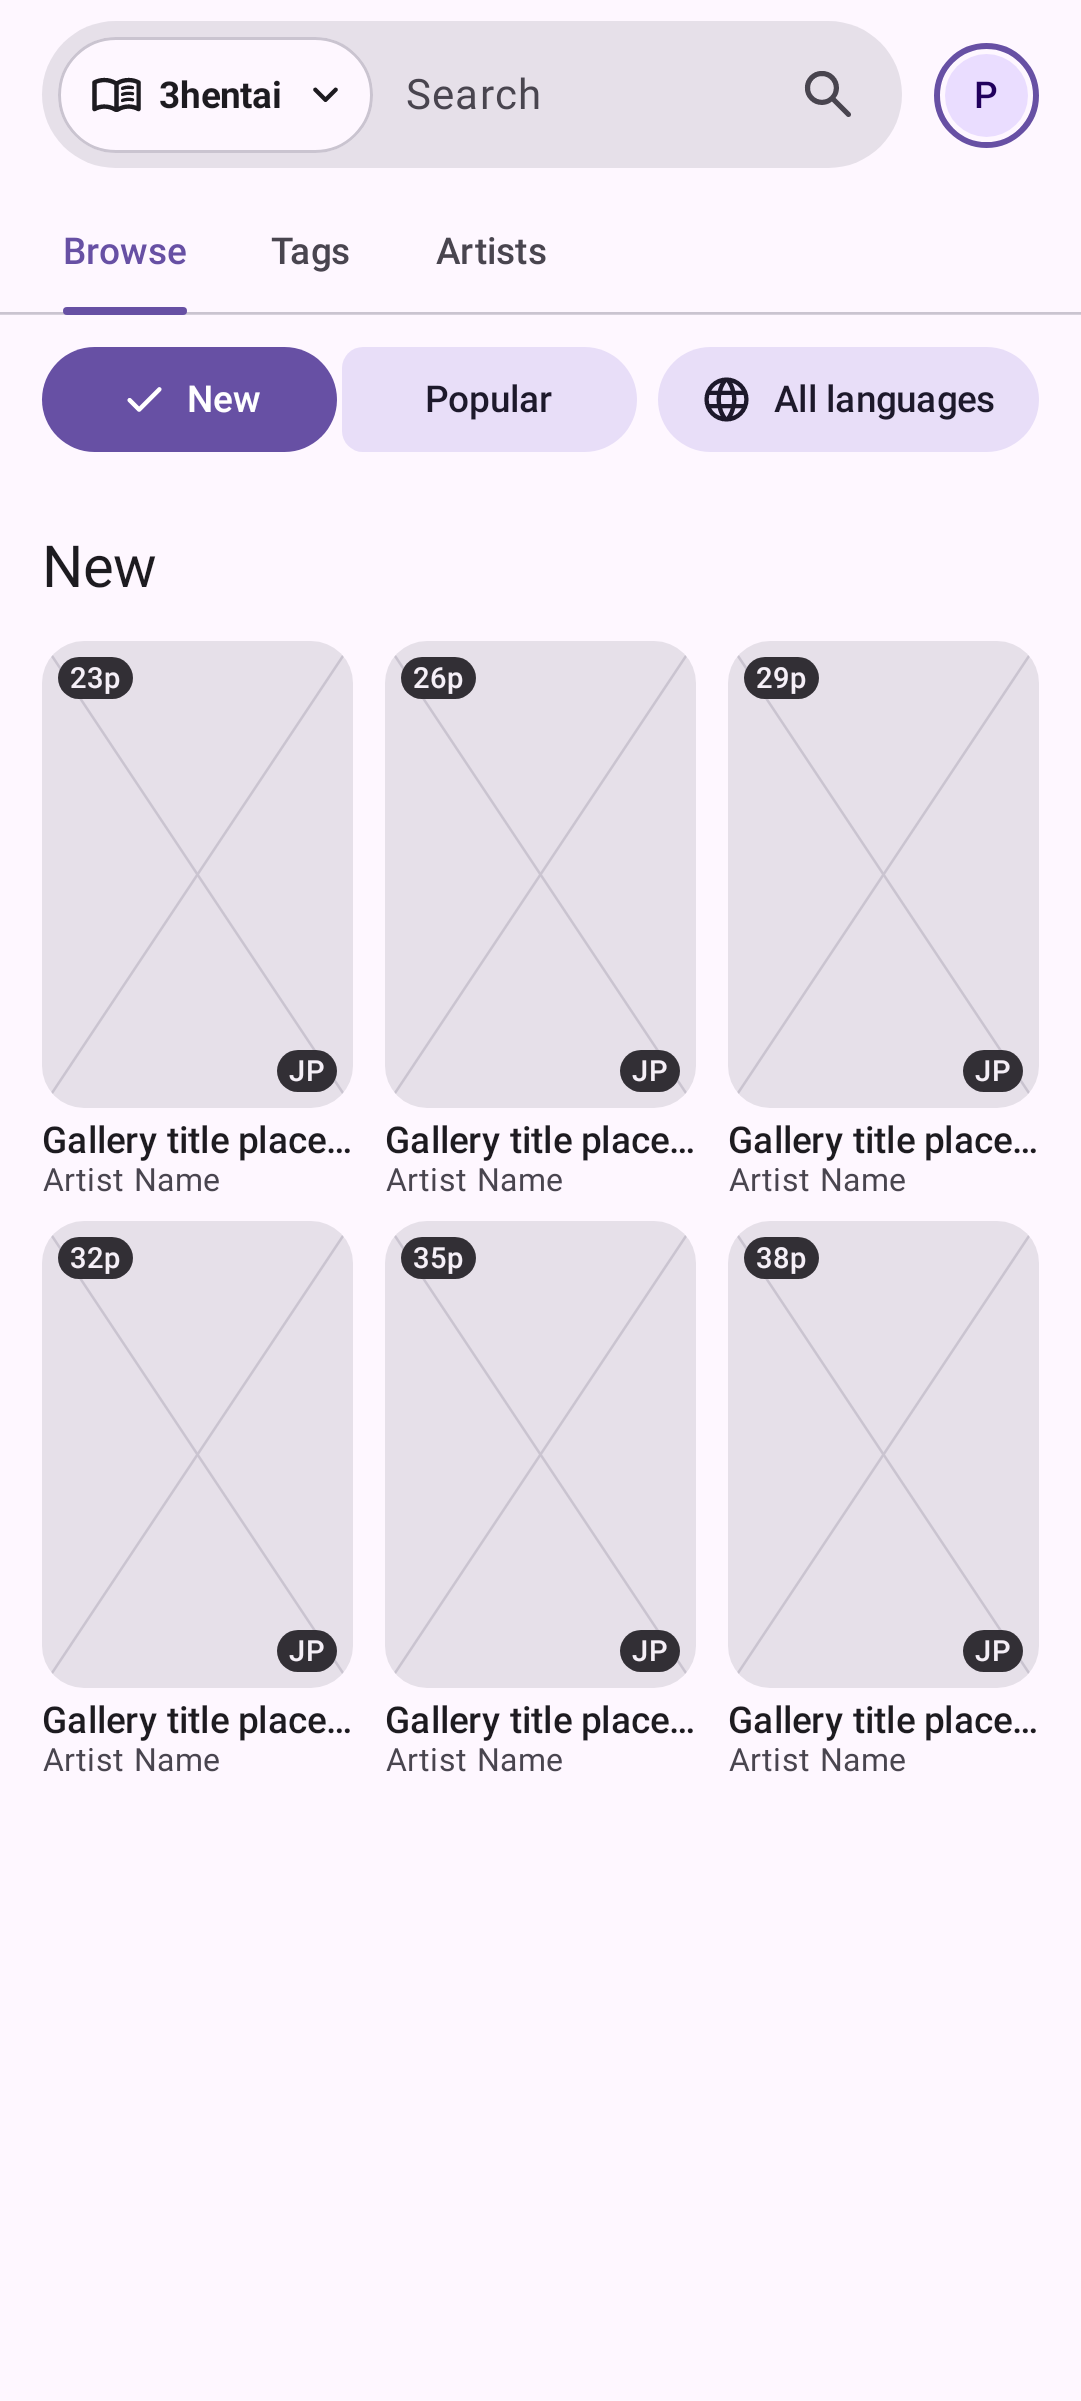 3hentai
Search
P
Browse
Tags
Artists
New
Popular
All languages
New
23p
26p
29p
JP
JP
JP
Gallery title place...
Gallery title place...
Gallery title place...
Artist Name
Artist Name
Artist Name
32p
35p
38p
JP
JP
JP
Gallery title place...
Gallery title place...
Gallery title place...
Artist Name
Artist Name
Artist Name